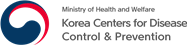 Ministry of Health and Welfare
Korea Centers for Disease
Control & Prevention